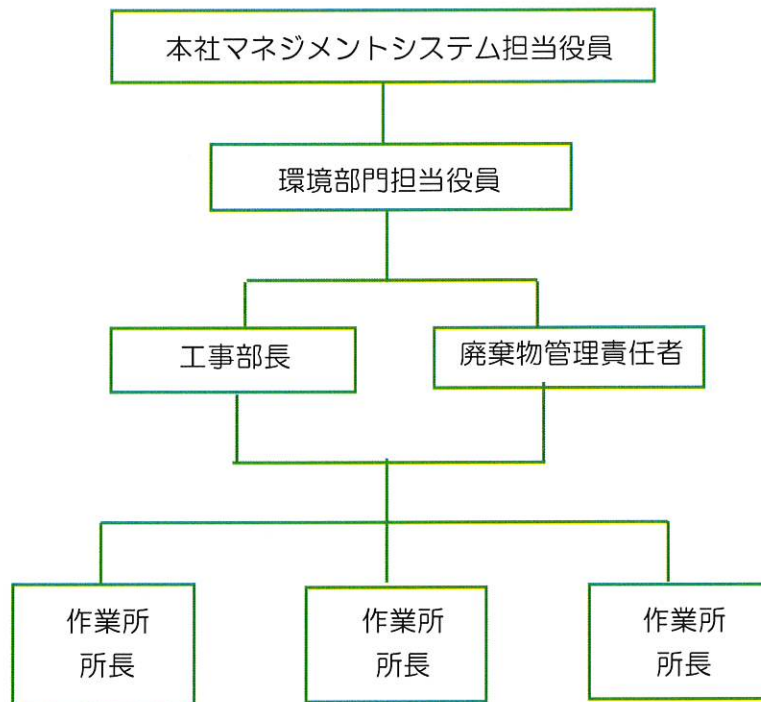 本社マネジメントシステム担当役員
環境部門担当役員
工事部長
廃棄物管理責任者
作業所
所長
作業所
所長
作業所
所長